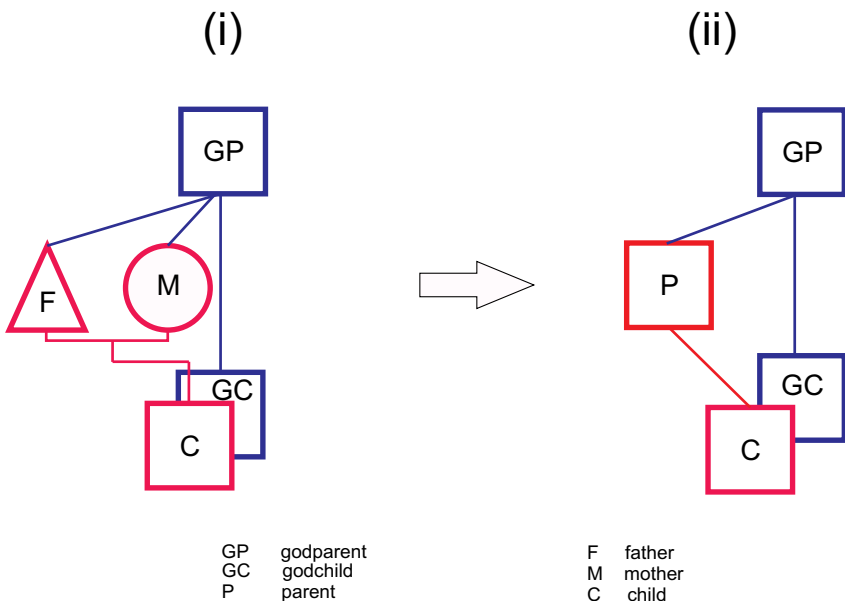 (i) (ii)
GP GP
F M P
GC GC
C C
GP godparent F father
GC godchild M mother
P parent C child